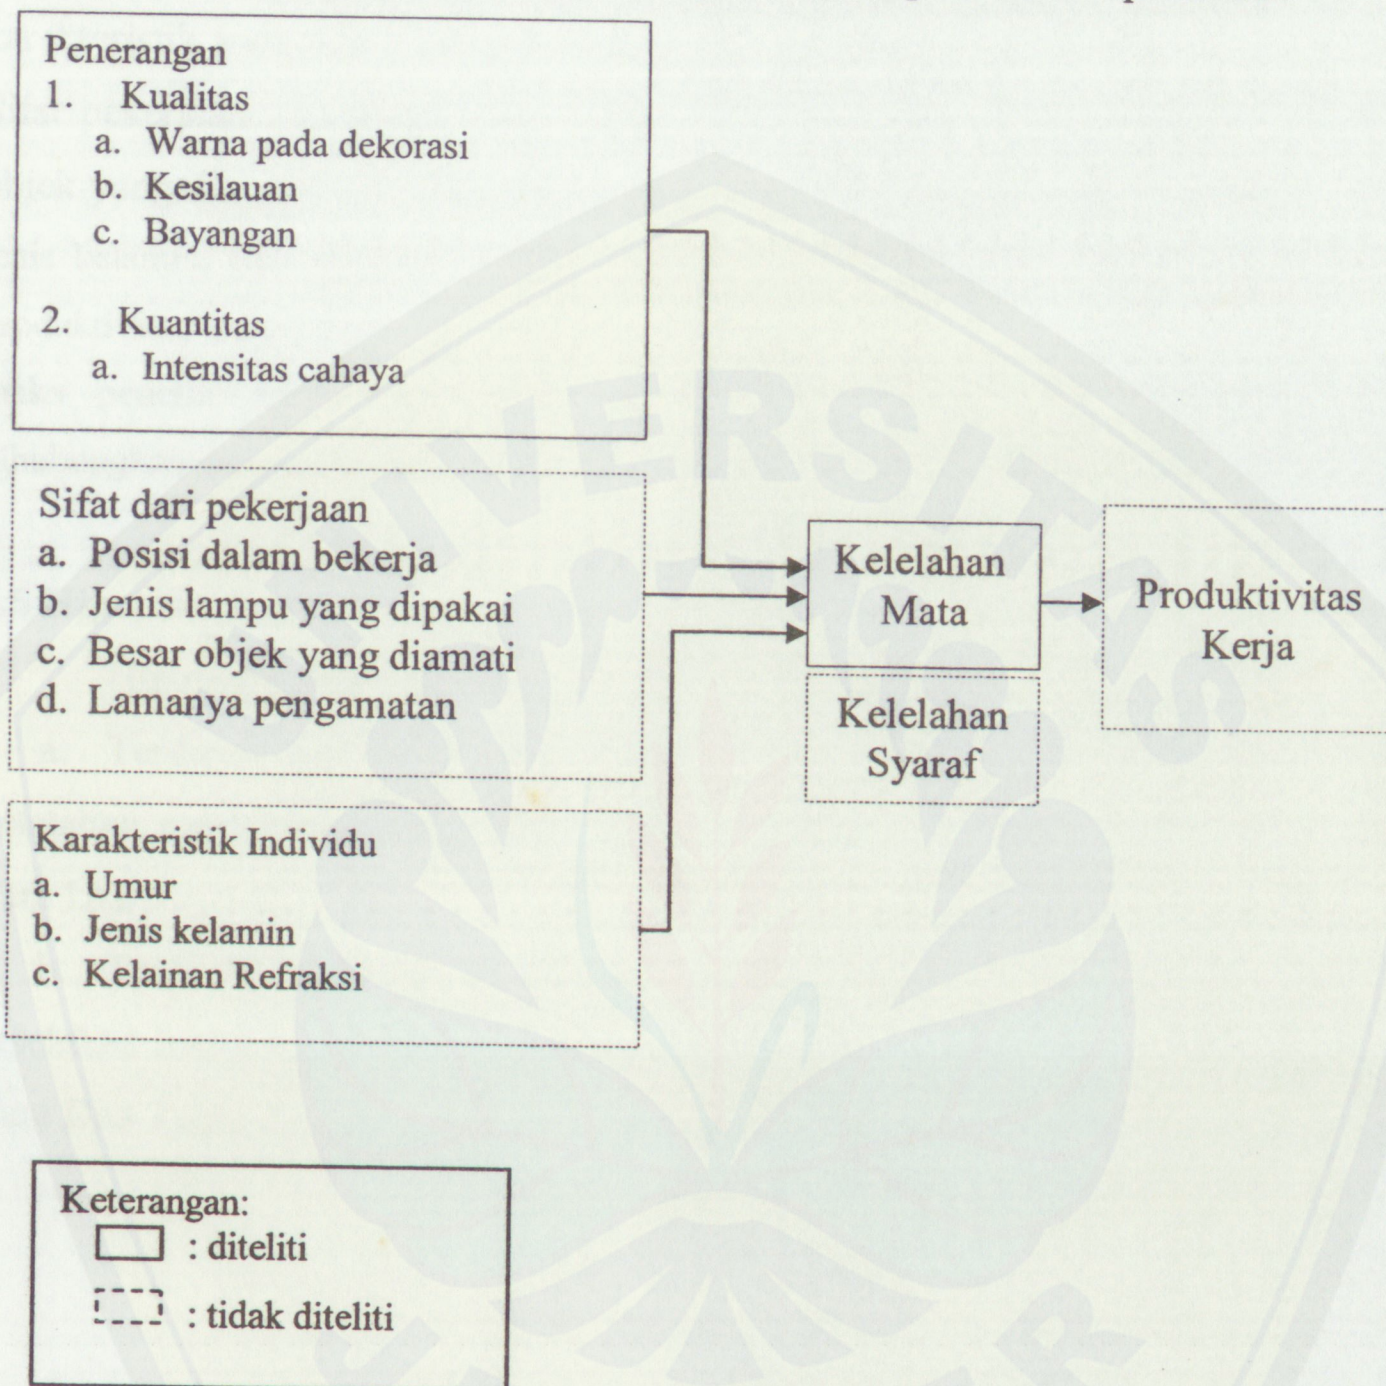 Penerangan
1. Kualitas
a. Warna pada dekorasi
b. Kesilauan
c. Bayangan
2. Kuantitas
a. Intensitas cahaya
Sifat dari pekerjaan
a. Posisi dalam bekerja
b. Jenis lampu yang dipakai
c. Besar objek yang diamati
d. Lamanya pengamatan
Karakteristik Individu
a. Umur
b. Jenis kelamin
c. Kelainan Refraksi
Kelelahan
Mata
Kelelahan
Syaraf
Produktivitas
Kerja
Keterangan:
: diteliti
: tidak diteliti
UNIVERSITAS